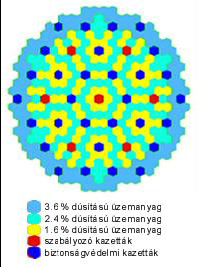 3.6% dúsítású üzemanyag
2.4% dúsítású üzemanyag
1.6% dúsítású üzemanyag
szabályozó kazetták
biztonságvédelmi kazetták